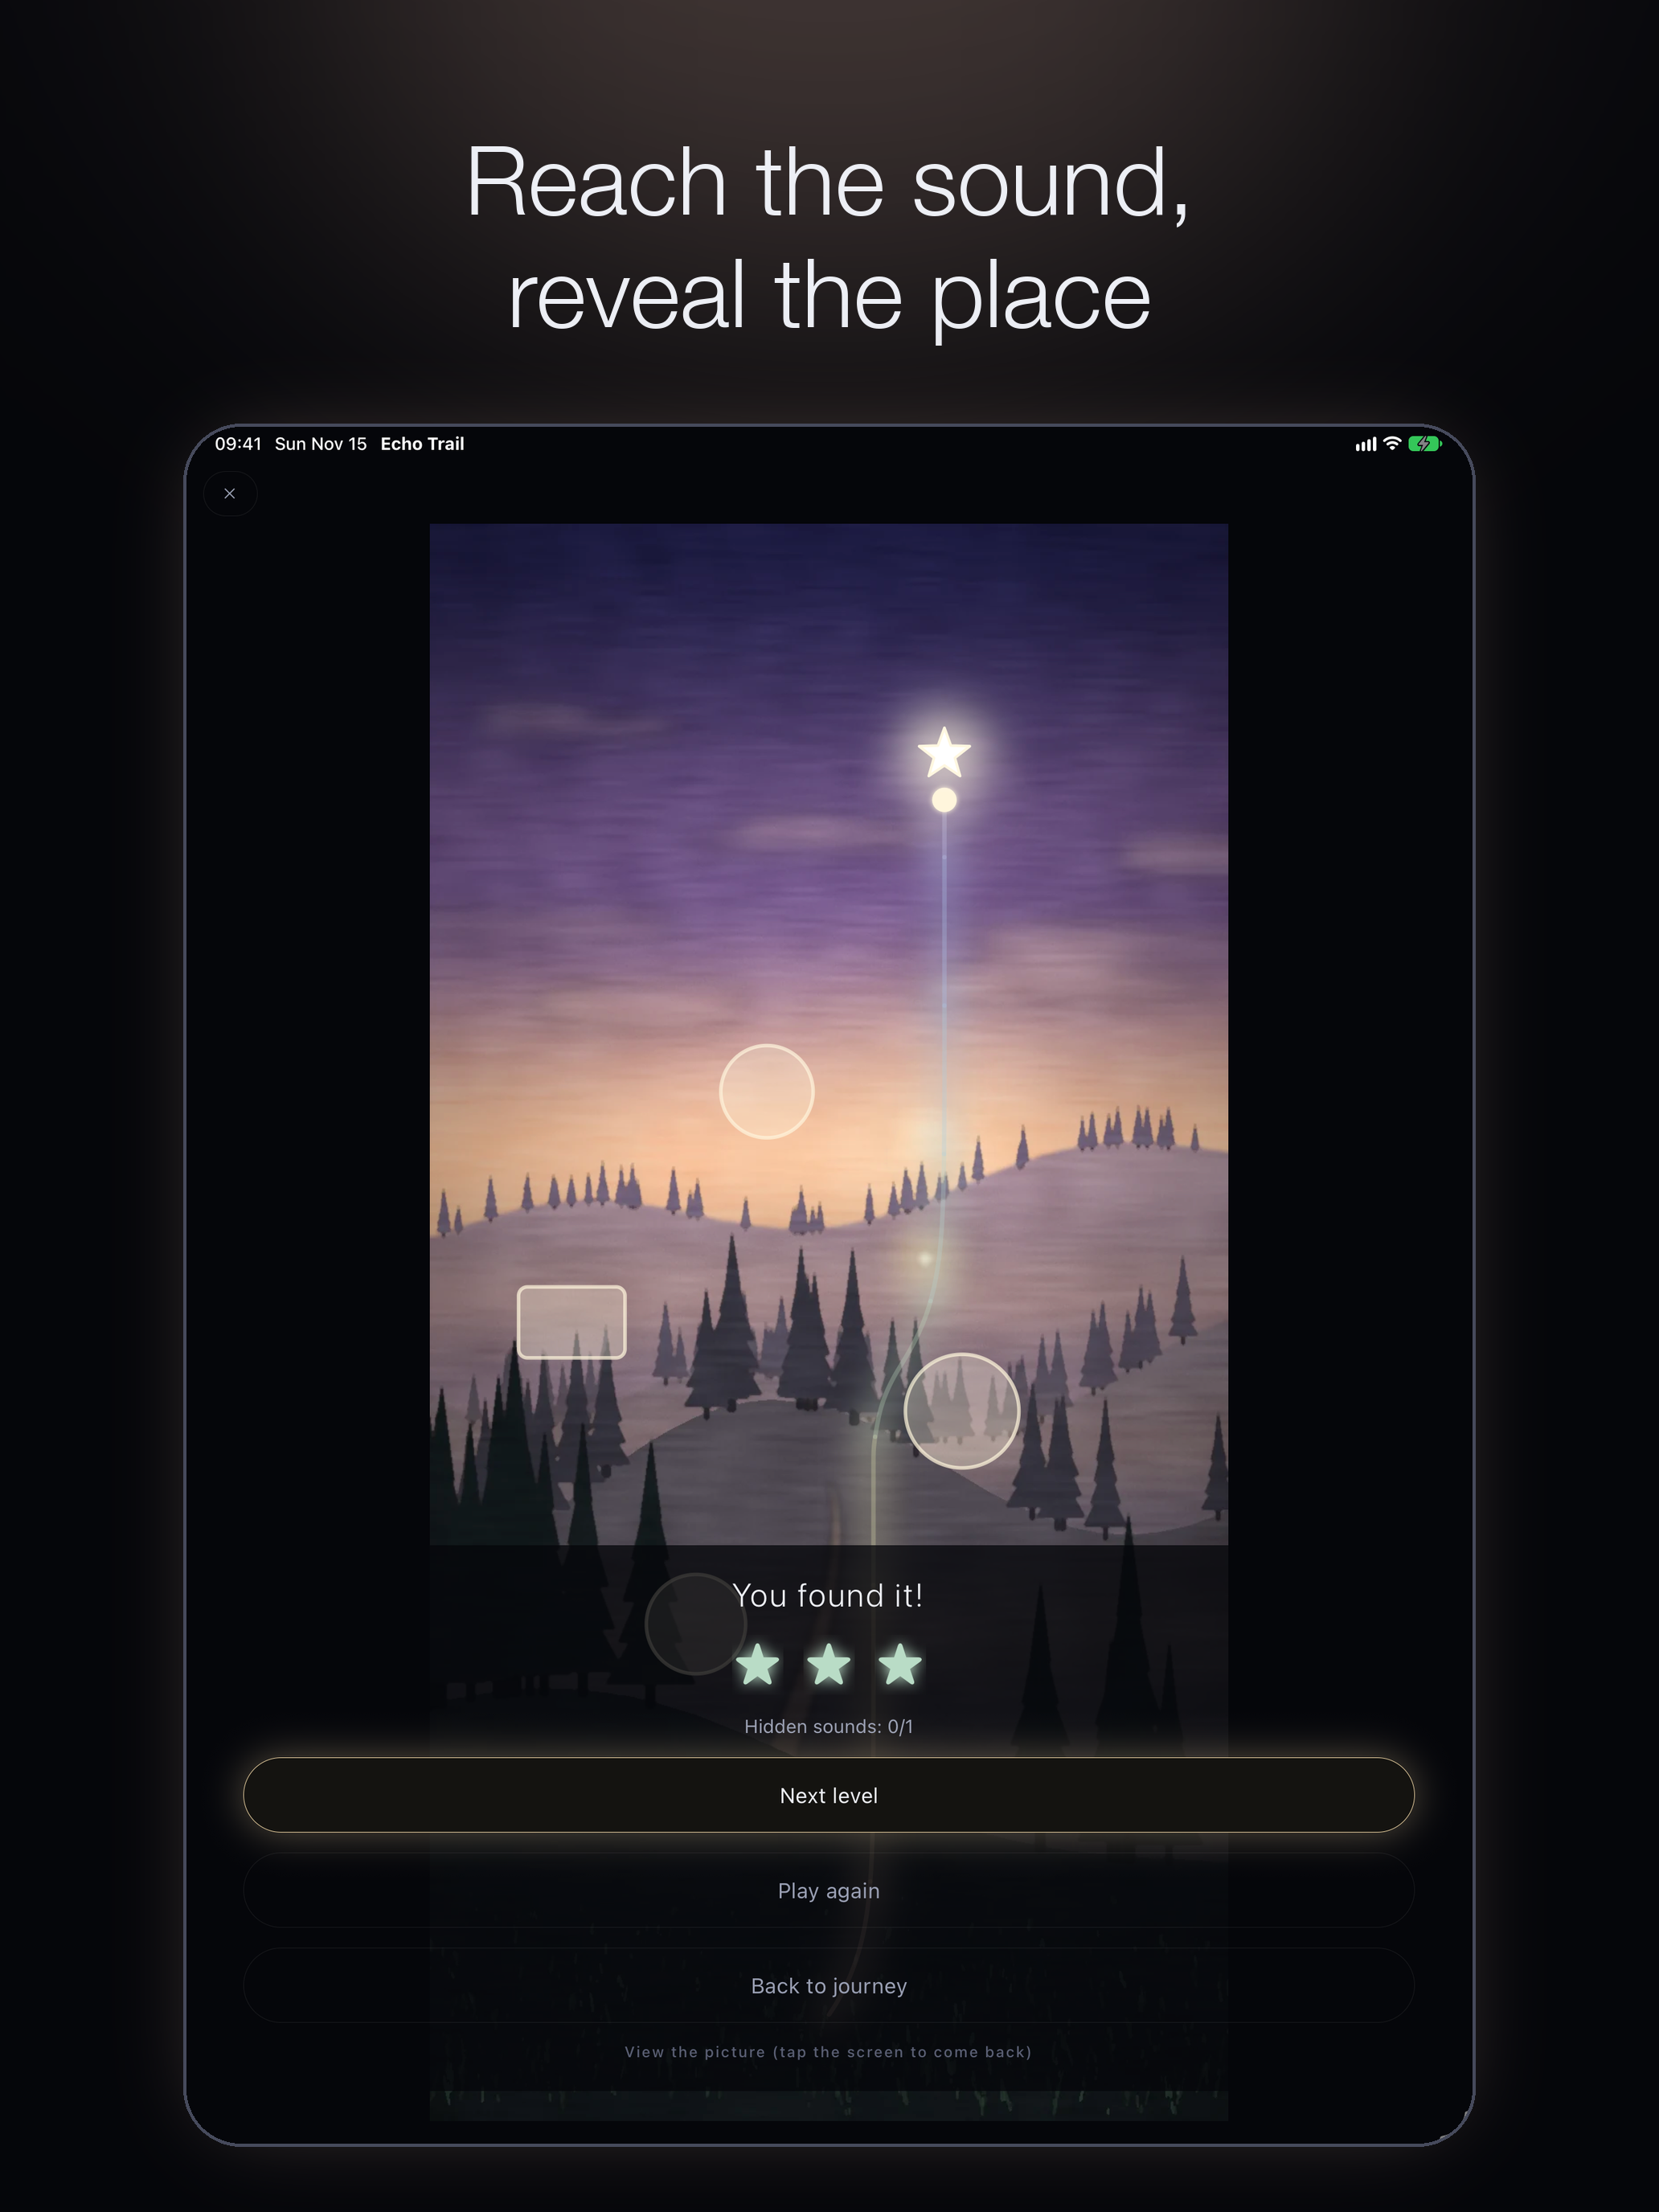 Reach the sound,
reveal the place
09:41 Sun Nov 15 Echo Trail
You found it!
Hidden sounds: 0/1
Next level
Play again
Back to journey
View the picture (tap the screen to come back)